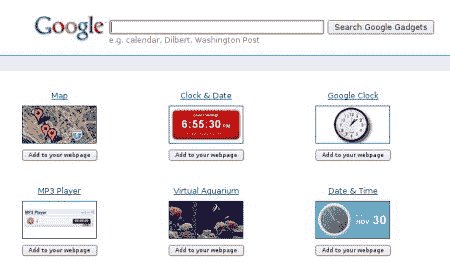 Google
Search Google Gadgets
e.g. calendar, Dilbert, Washington Post
Map Clock & Date Google Clock
6:55:30 PM
Add to your webpage Add to your webpage Add to your webpage
MP3 Player Virtual Aquarium Date & Time
MP3 Player
NOV 30
Add to your webpage Add to your webpage Add to your webpage